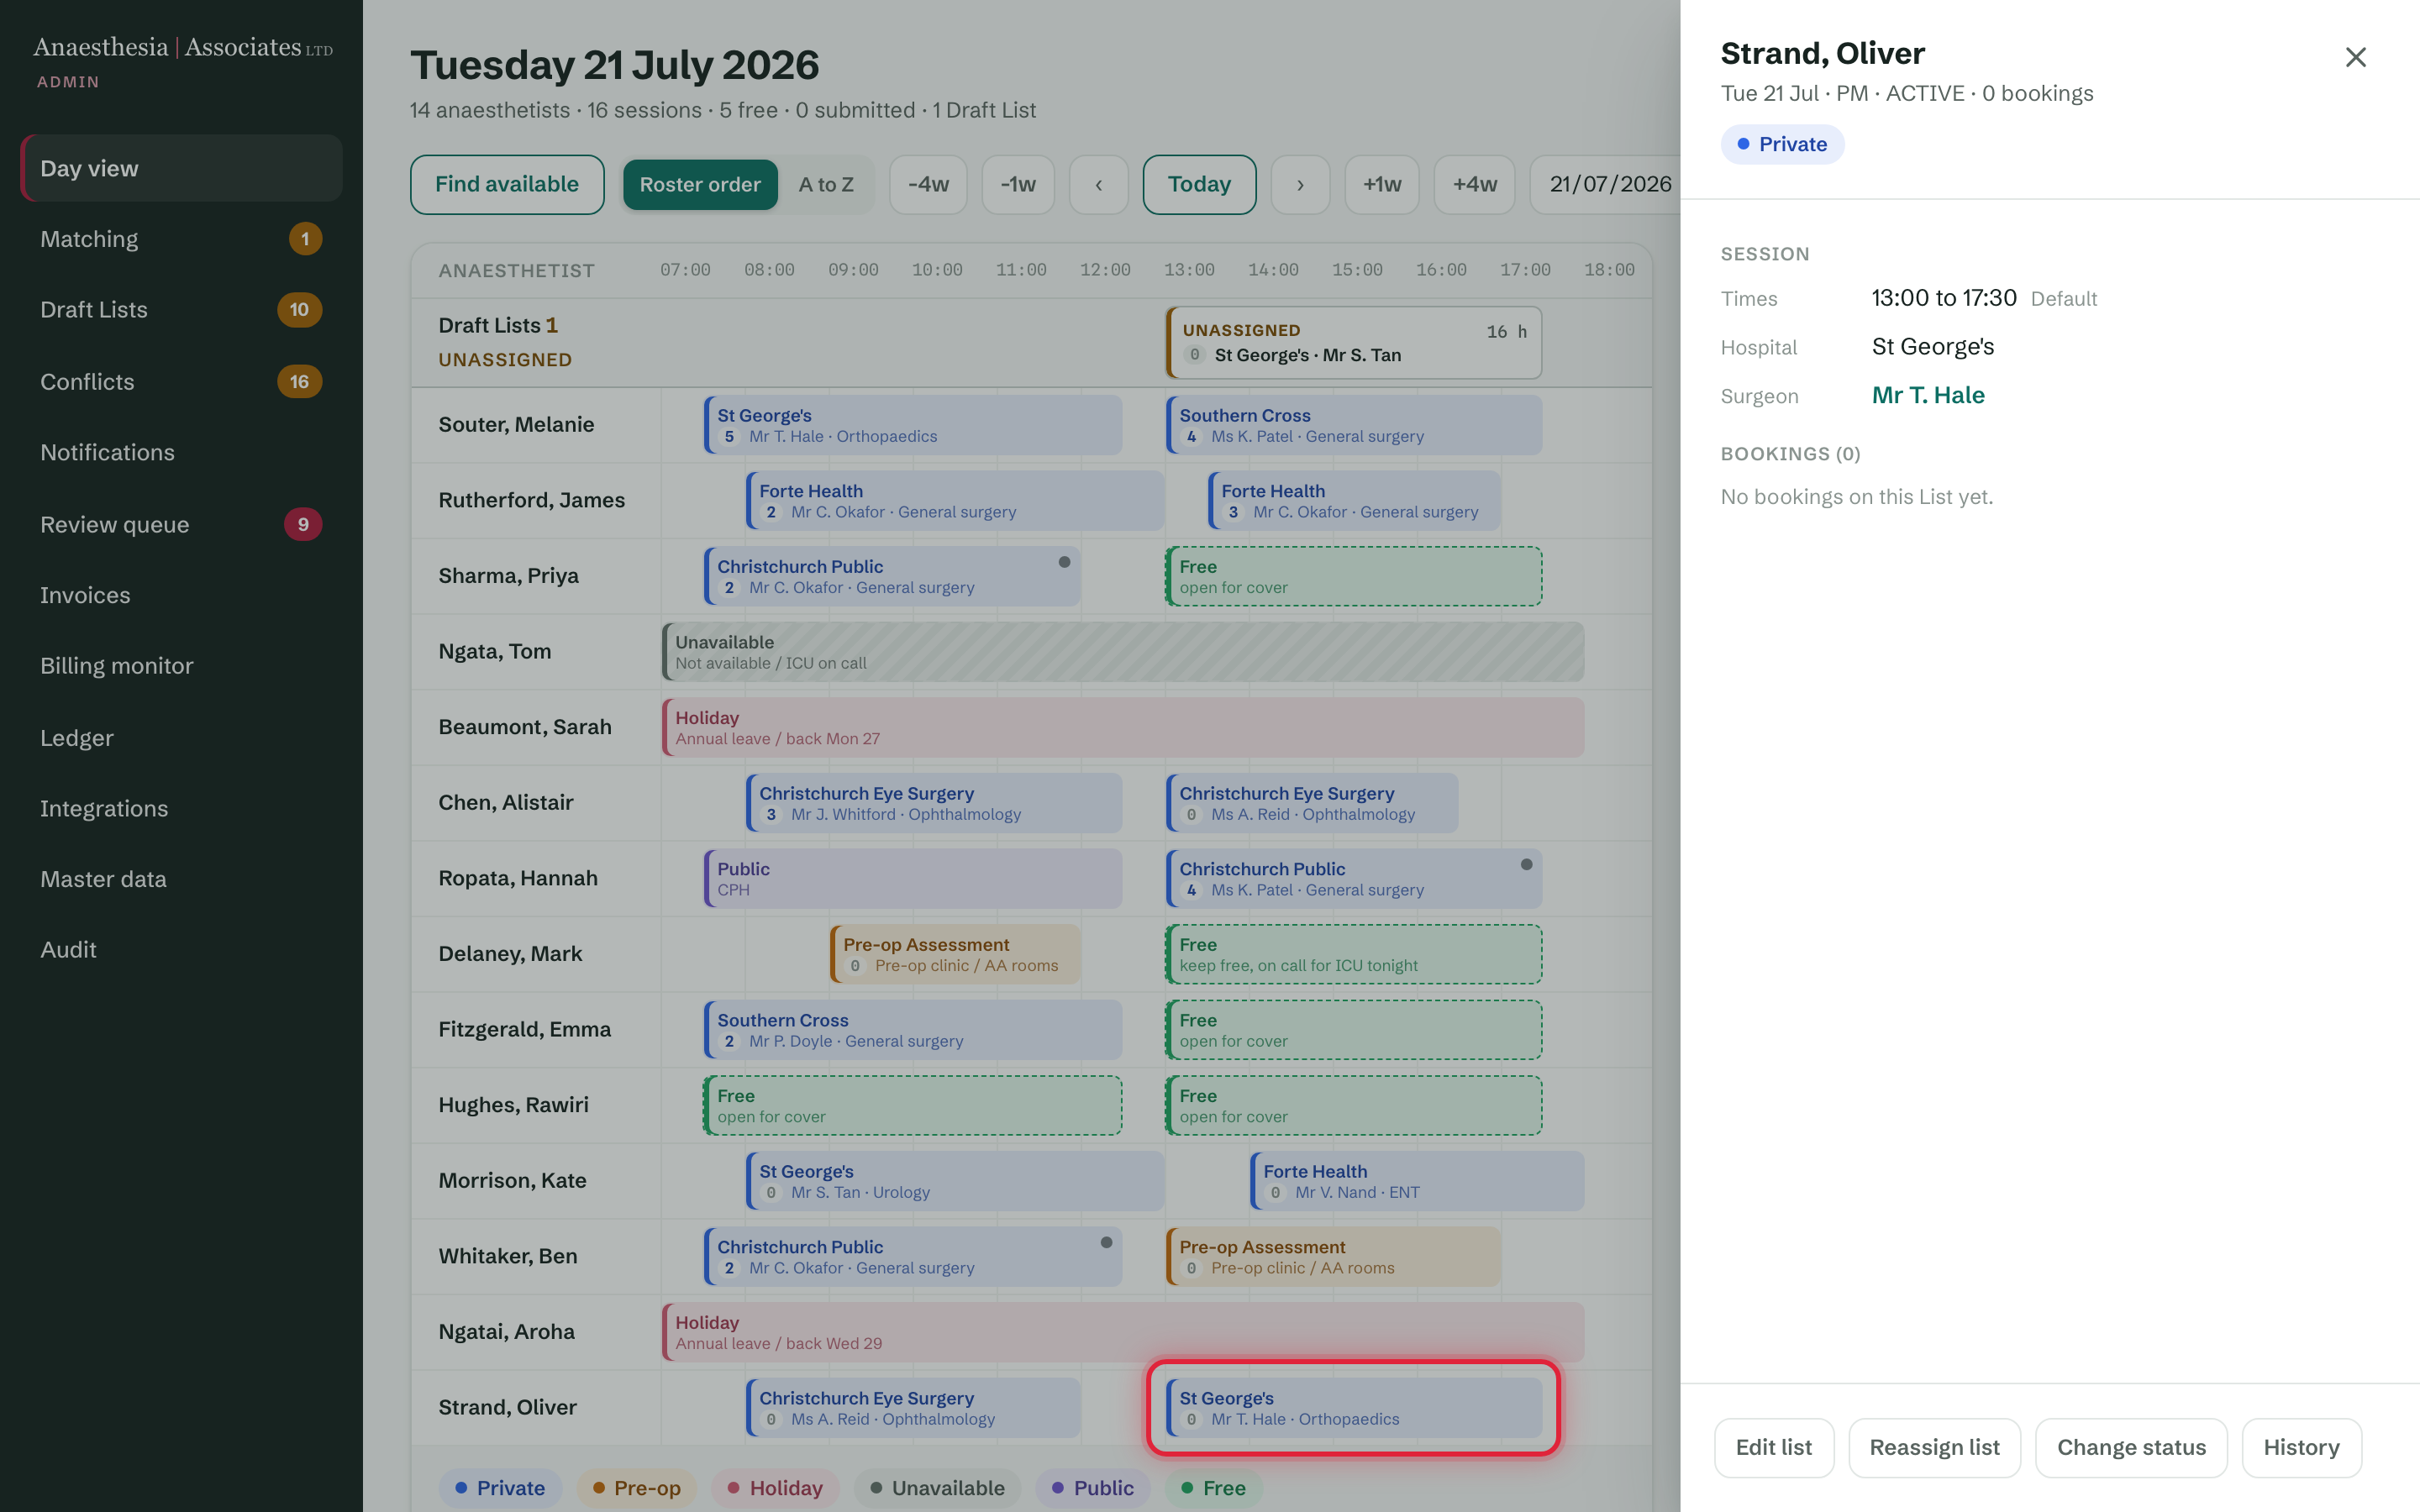 Anaesthesia | Associates LTD
ADMIN
Day view
Matching 1
Draft Lists 10
Conflicts 16
Notifications
Review queue 9
Invoices
Billing monitor
Ledger
Integrations
Master data
Audit
Tuesday 21 July 2026
14 anaesthetists · 16 sessions · 5 free · 0 submitted · 1 Draft List
Find available Roster order A to Z -4w -1w ‹ Today › +1w +4w 21/07/2026
ANAESTHETIST 07:00 08:00 09:00 10:00 11:00 12:00 13:00 14:00 15:00 16:00 17:00 18:00
Draft Lists 1
UNASSIGNED
UNASSIGNED 16 h
0 St George's · Mr S. Tan
Souter, Melanie
St George's
5 Mr T. Hale · Orthopaedics
Southern Cross
4 Ms K. Patel · General surgery
Rutherford, James
Forte Health
2 Mr C. Okafor · General surgery
Forte Health
3 Mr C. Okafor · General surgery
Sharma, Priya
Christchurch Public
2 Mr C. Okafor · General surgery
Free
open for cover
Ngata, Tom
Unavailable
Not available / ICU on call
Beaumont, Sarah
Holiday
Annual leave / back Mon 27
Chen, Alistair
Christchurch Eye Surgery
3 Mr J. Whitford · Ophthalmology
Christchurch Eye Surgery
0 Ms A. Reid · Ophthalmology
Ropata, Hannah
Public
CPH
Christchurch Public
4 Ms K. Patel · General surgery
Delaney, Mark
Pre-op Assessment
0 Pre-op clinic / AA rooms
Free
keep free, on call for ICU tonight
Fitzgerald, Emma
Southern Cross
2 Mr P. Doyle · General surgery
Free
open for cover
Hughes, Rawiri
Free
open for cover
Free
open for cover
Morrison, Kate
St George's
0 Mr S. Tan · Urology
Forte Health
0 Mr V. Nand · ENT
Whitaker, Ben
Christchurch Public
2 Mr C. Okafor · General surgery
Pre-op Assessment
0 Pre-op clinic / AA rooms
Ngatai, Aroha
Holiday
Annual leave / back Wed 29
Strand, Oliver
Christchurch Eye Surgery
0 Ms A. Reid · Ophthalmology
St George's
0 Mr T. Hale · Orthopaedics
Private Pre-op Holiday Unavailable Public Free
Strand, Oliver
Tue 21 Jul · PM · ACTIVE · 0 bookings
Private
SESSION
Times 13:00 to 17:30 Default
Hospital St George's
Surgeon Mr T. Hale
BOOKINGS (0)
No bookings on this List yet.
Edit list Reassign list Change status History